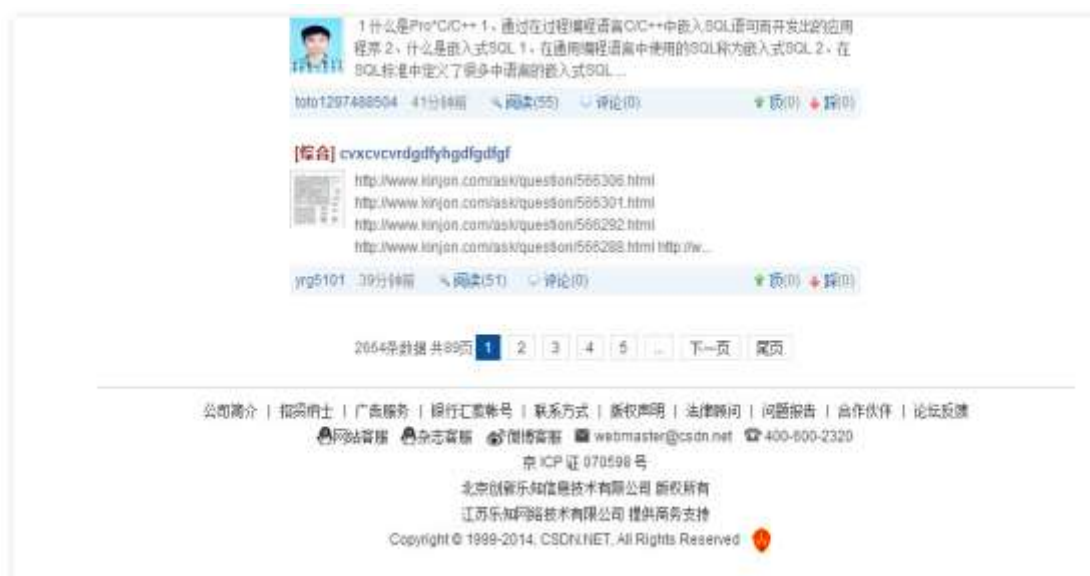 1 什么是Pro*C/C++ 1、通过在过程编程语言C/C++中嵌入SQL语句而开发出的应用
程序 2、什么是嵌入式SQL 1、在通用编程语言中使用的SQL称为嵌入式SQL 2、在
SQL标准中定义了很多中语言的嵌入式SQL ...
toto1297488504 41分钟前 阅读(55) 评论(0) 顶(0) 踩(0)
[综合] cvxcvcvrdgdfyhgdfgdfgf
http://www.kinjon.com/ask/question/566306.html
http://www.kinjon.com/ask/question/566301.html
http://www.kinjon.com/ask/question/566292.html
http://www.kinjon.com/ask/question/566288.html http://w...
yrg5101 39分钟前 阅读(51) 评论(0) 顶(0) 踩(0)
2664条数据 共89页 1 2 3 4 5 ... 下一页 尾页
公司简介 | 招贤纳士 | 广告服务 | 银行汇款帐号 | 联系方式 | 版权声明 | 法律顾问 | 问题报告 | 合作伙伴 | 论坛反馈
网站客服 杂志客服 微博客服 webmaster@csdn.net 400-600-2320
京 ICP 证 070598 号
北京创新乐知信息技术有限公司 版权所有
江苏乐知网络技术有限公司 提供商务支持
Copyright © 1999-2014, CSDN.NET, All Rights Reserved